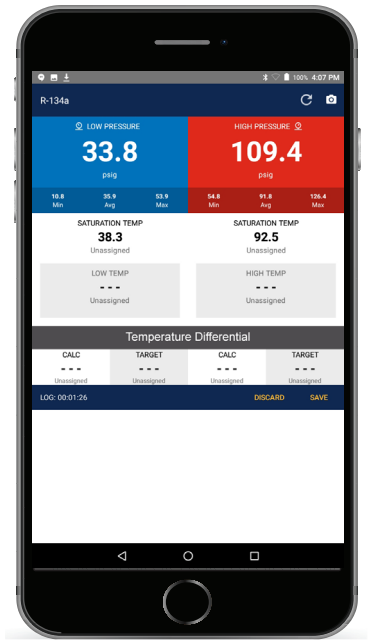 100% 4:07 PM
R-134a
LOW PRESSURE HIGH PRESSURE
33.8 109.4
psig psig
10.8 35.9 53.9 54.8 91.8 126.4
Min Avg Max Min Avg Max
SATURATION TEMP SATURATION TEMP
38.3 92.5
Unassigned Unassigned
LOW TEMP HIGH TEMP
- - - - - -
Unassigned Unassigned
Temperature Differential
CALC TARGET CALC TARGET
- - - - - - - - - - - -
Unassigned Unassigned Unassigned Unassigned
LOG: 00:01:26 DISCARD SAVE